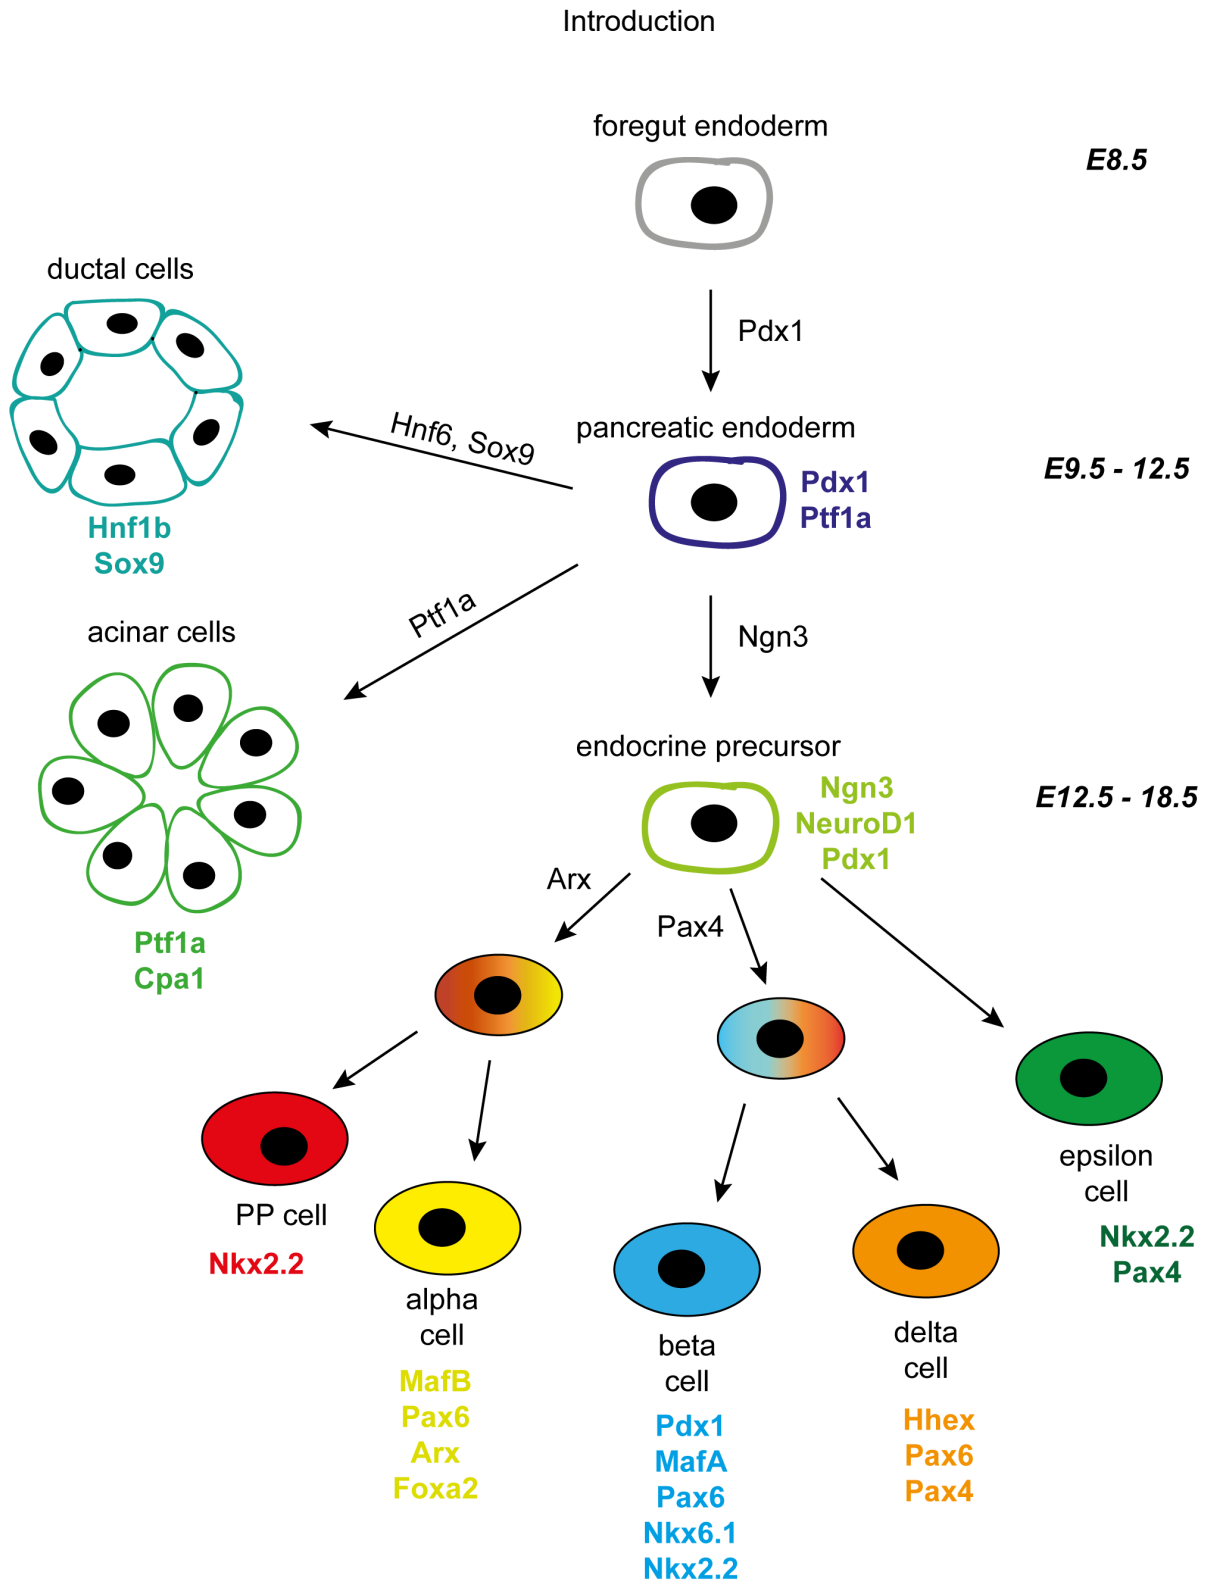 Introduction
foregut endoderm
E8.5
Pdx1
ductal cells
Hnf6, Sox9
Hnf1b
Sox9
pancreatic endoderm
Pdx1
Ptf1a
E9.5 - 12.5
Ptf1a
Ngn3
acinar cells
Ptf1a
Cpa1
endocrine precursor
Ngn3
NeuroD1
Pdx1
E12.5 - 18.5
Arx
Pax4
PP cell
Nkx2.2
alpha
cell
MafB
Pax6
Arx
Foxa2
beta
cell
Pdx1
MafA
Pax6
Nkx6.1
Nkx2.2
delta
cell
Hhex
Pax6
Pax4
epsilon
cell
Nkx2.2
Pax4